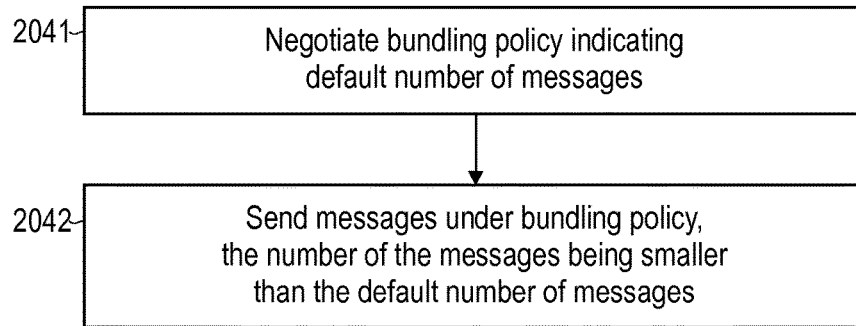 2041
Negotiate bundling policy indicating
default number of messages
2042
Send messages under bundling policy,
the number of the messages being smaller
than the default number of messages